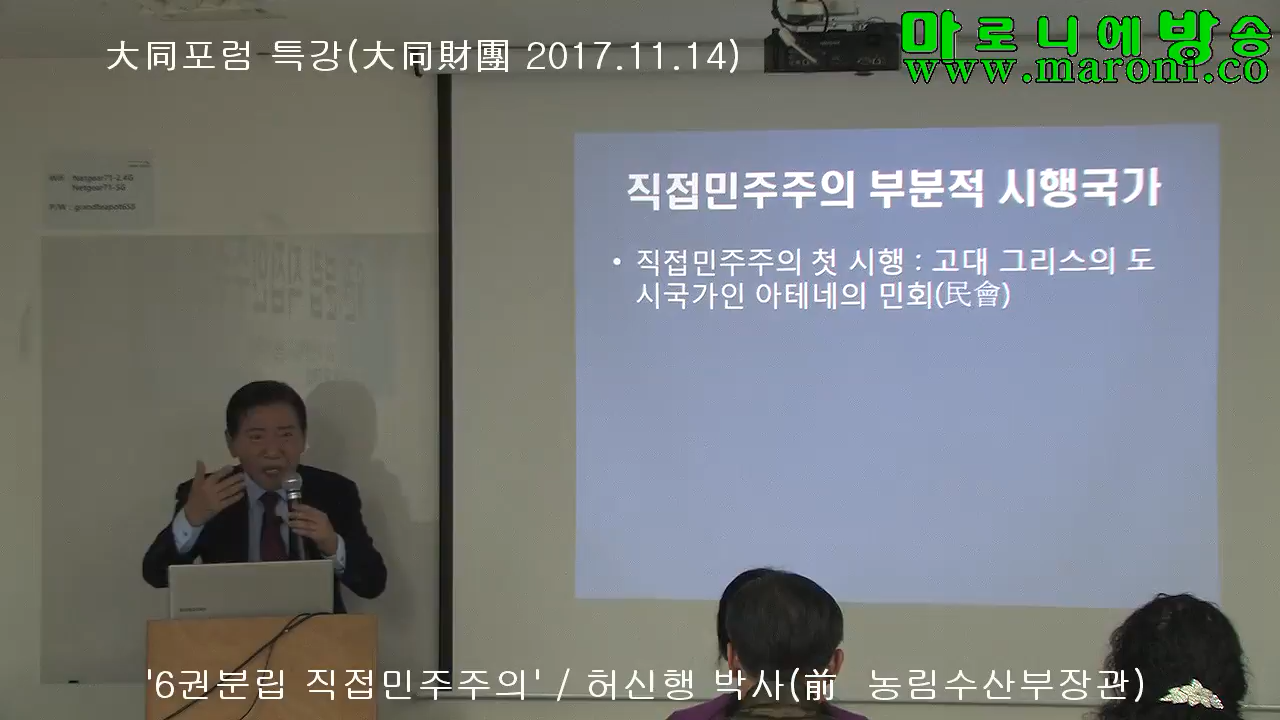 大同포럼 특강(大同財團 2017.11.14)
마로니에방송
www.maroni.co
직접민주주의 부분적 시행국가
• 직접민주주의 첫 시행 : 고대 그리스의 도
시국가인 아테네의 민회(民會)
'6권분립 직접민주주의' / 허신행 박사(前 농림수산부장관)